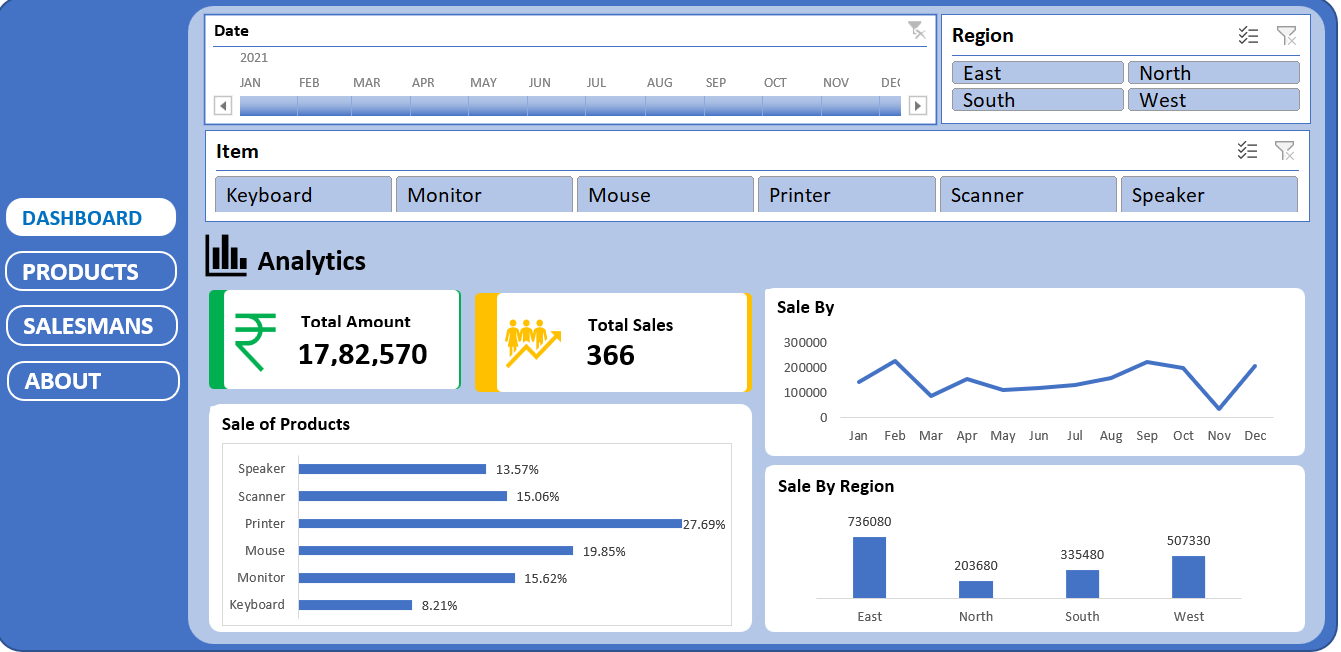 Date
2021
JAN FEB MAR APR MAY JUN JUL AUG SEP OCT NOV DEC
Region
East North
South West
Item
Keyboard Monitor Mouse Printer Scanner Speaker
DASHBOARD
PRODUCTS
SALESMANS
ABOUT
Analytics
₹
Total Amount
17,82,570
Total Sales
366
Sale By
300000
200000
100000
0
Jan Feb Mar Apr May Jun Jul Aug Sep Oct Nov Dec
Sale of Products
Speaker 13.57%
Scanner 15.06%
Printer 27.69%
Mouse 19.85%
Monitor 15.62%
Keyboard 8.21%
Sale By Region
736080 203680 335480 507330
East North South West